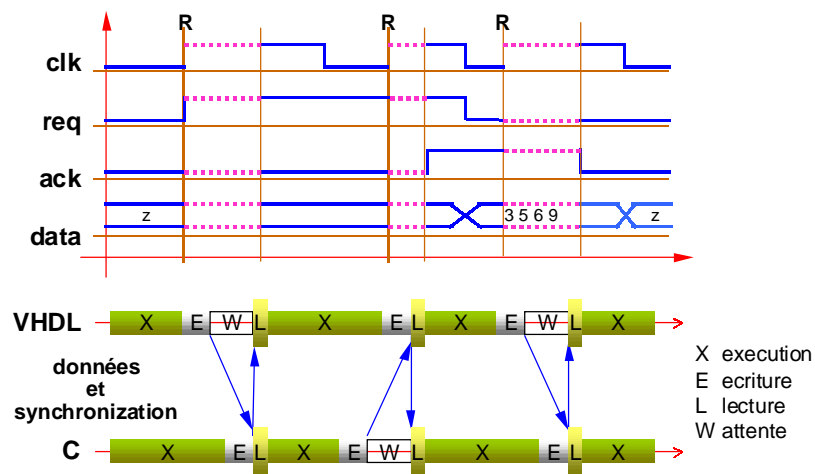 R R R
clk
req
ack
z 3 5 6 9 z
data
VHDL X E W L X E L X E W L X
données
et
synchronization
X execution
E ecriture
L lecture
W attente
C X E L X E W L X E L X